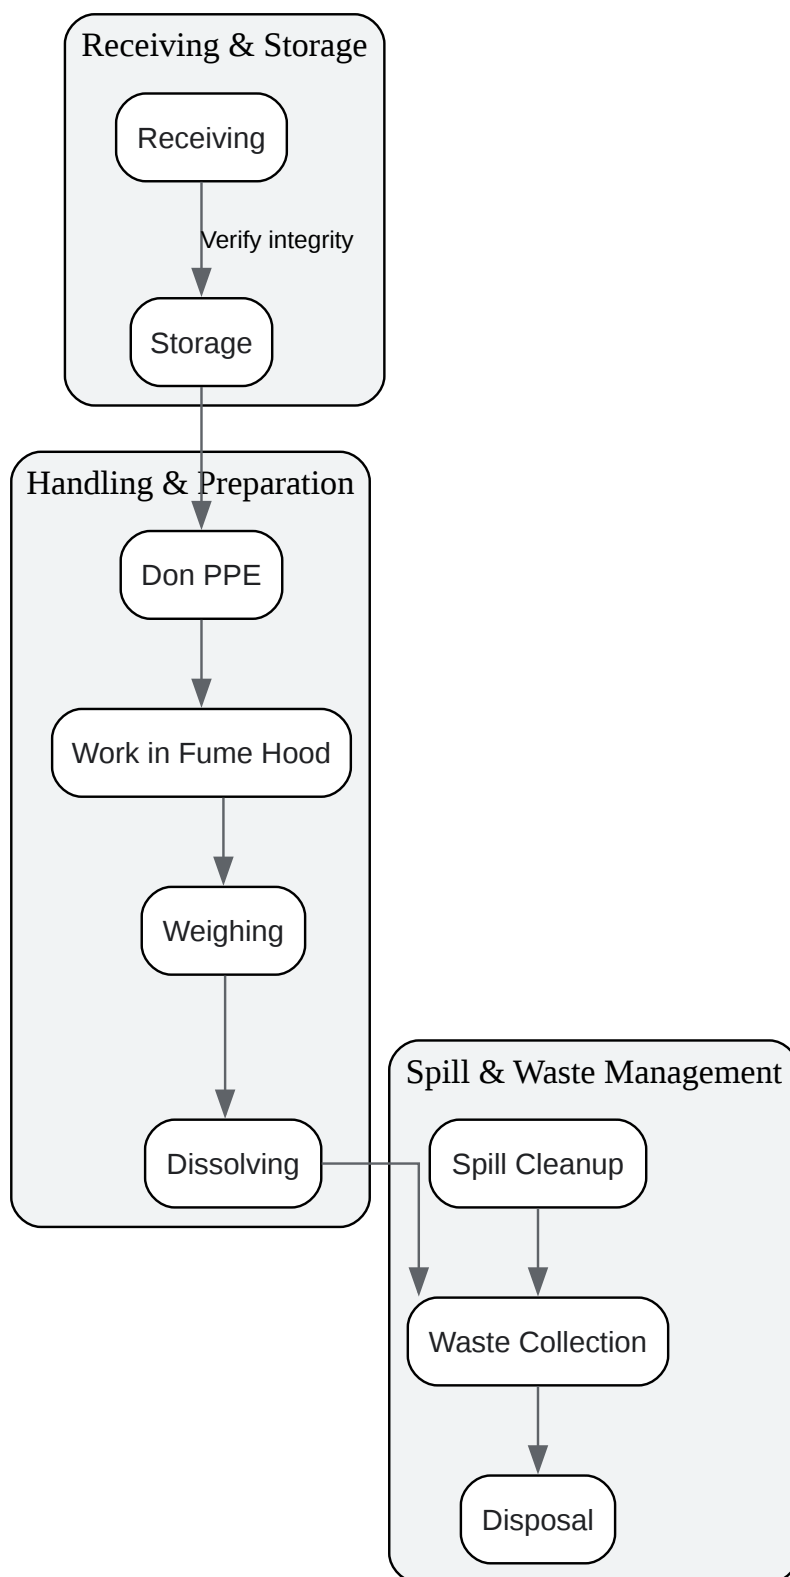 Receiving & Storage
Receiving
Verify integrity
Storage
Handling & Preparation
Don PPE
Work in Fume Hood
Weighing
Dissolving
Spill & Waste Management
Spill Cleanup
Waste Collection
Disposal